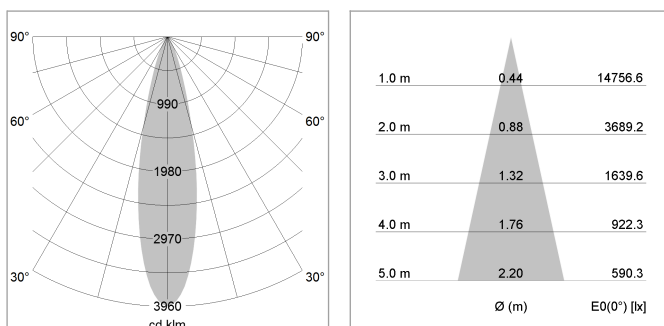 90° 90°
990
60° 60°
1980
2970
30° 30°
3960
cd klm
1.0 m 0.44 14756.6
2.0 m 0.88 3689.2
3.0 m 1.32 1639.6
4.0 m 1.76 922.3
5.0 m 2.20 590.3
Ø (m) E0(0°) [lx]